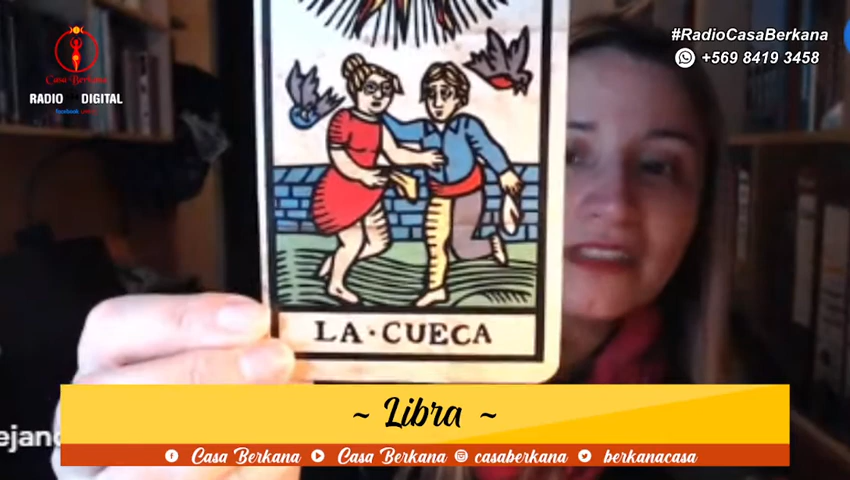 #RadioCasaBerkana
+569 8419 3458
Casa Berkana
RADIO DIGITAL
LA·CUECA
~ Libra ~
Casa Berkana Casa Berkana casaberkana berkanacasa